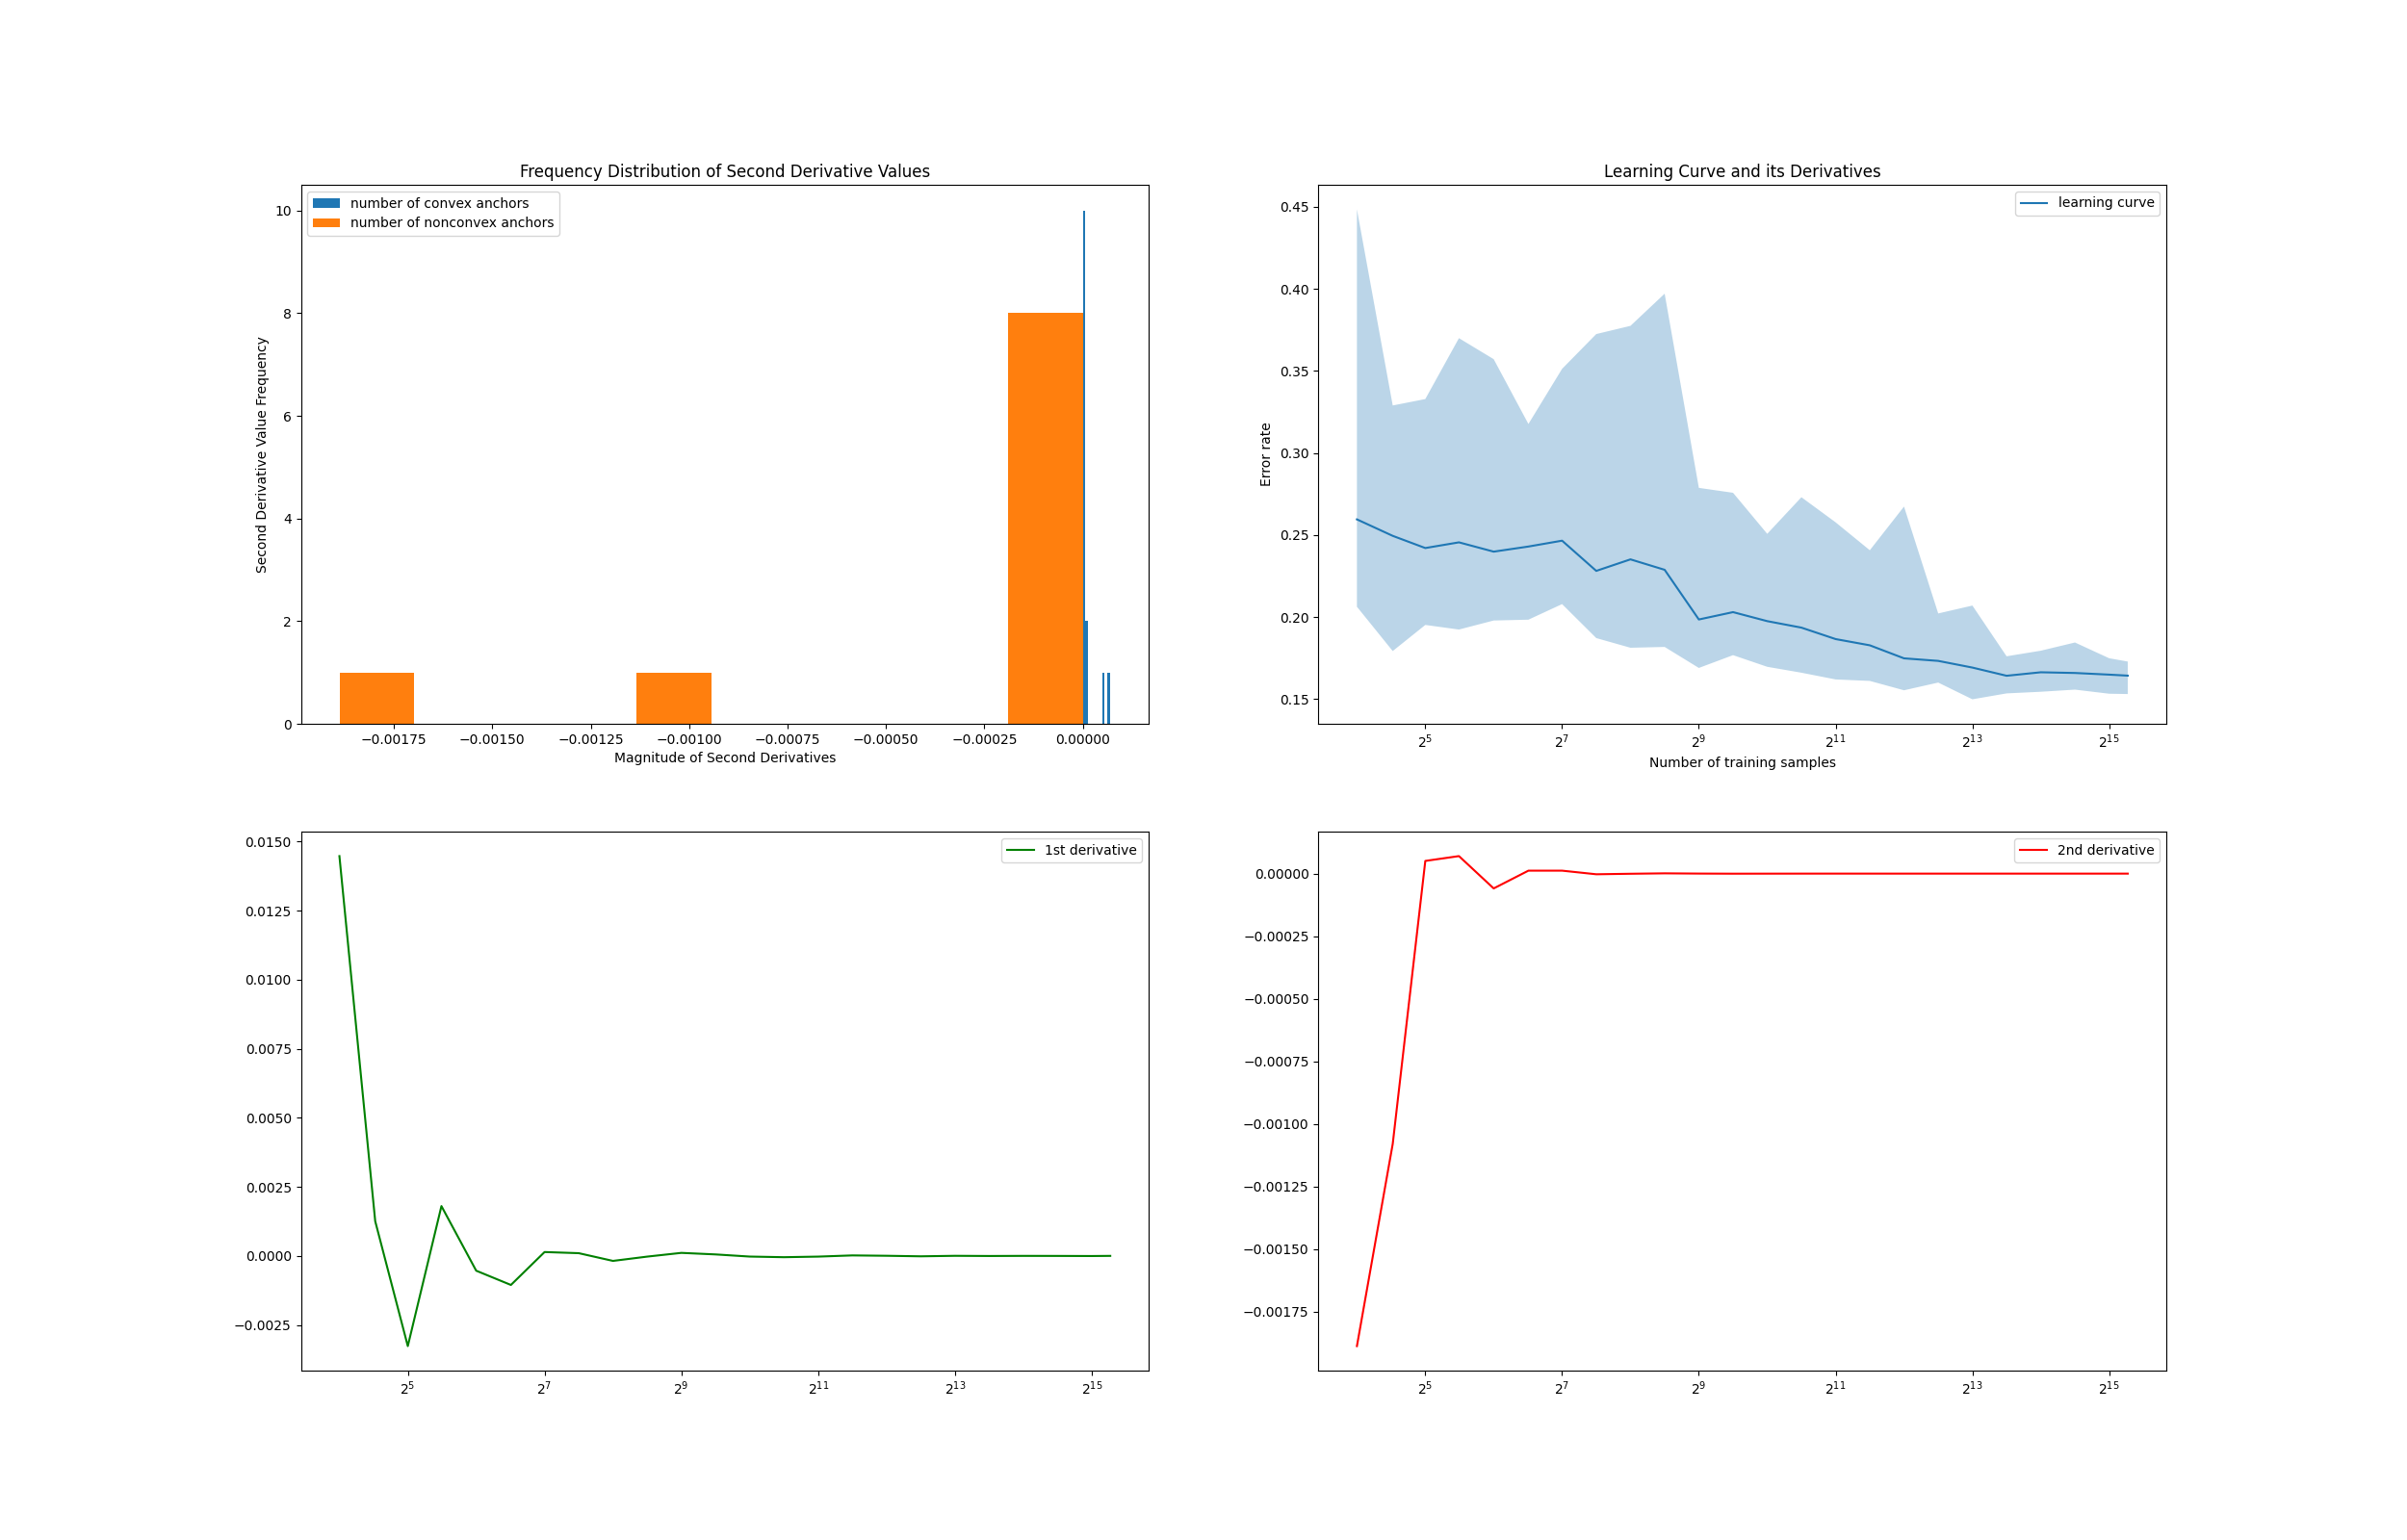 Frequency Distribution of Second Derivative Values
number of convex anchors
number of nonconvex anchors
10
8
6
4
2
0
Second Derivative Value Frequency
−0.00175 −0.00150 −0.00125 −0.00100 −0.00075 −0.00050 −0.00025 0.00000
Magnitude of Second Derivatives
Learning Curve and its Derivatives
learning curve
0.45
0.40
0.35
0.30
0.25
0.20
0.15
Error rate
2^5 2^7 2^9 2^11 2^13 2^15
Number of training samples
1st derivative
0.0150
0.0125
0.0100
0.0075
0.0050
0.0025
0.0000
−0.0025
2^5 2^7 2^9 2^11 2^13 2^15
2nd derivative
0.00000
−0.00025
−0.00050
−0.00075
−0.00100
−0.00125
−0.00150
−0.00175
2^5 2^7 2^9 2^11 2^13 2^15